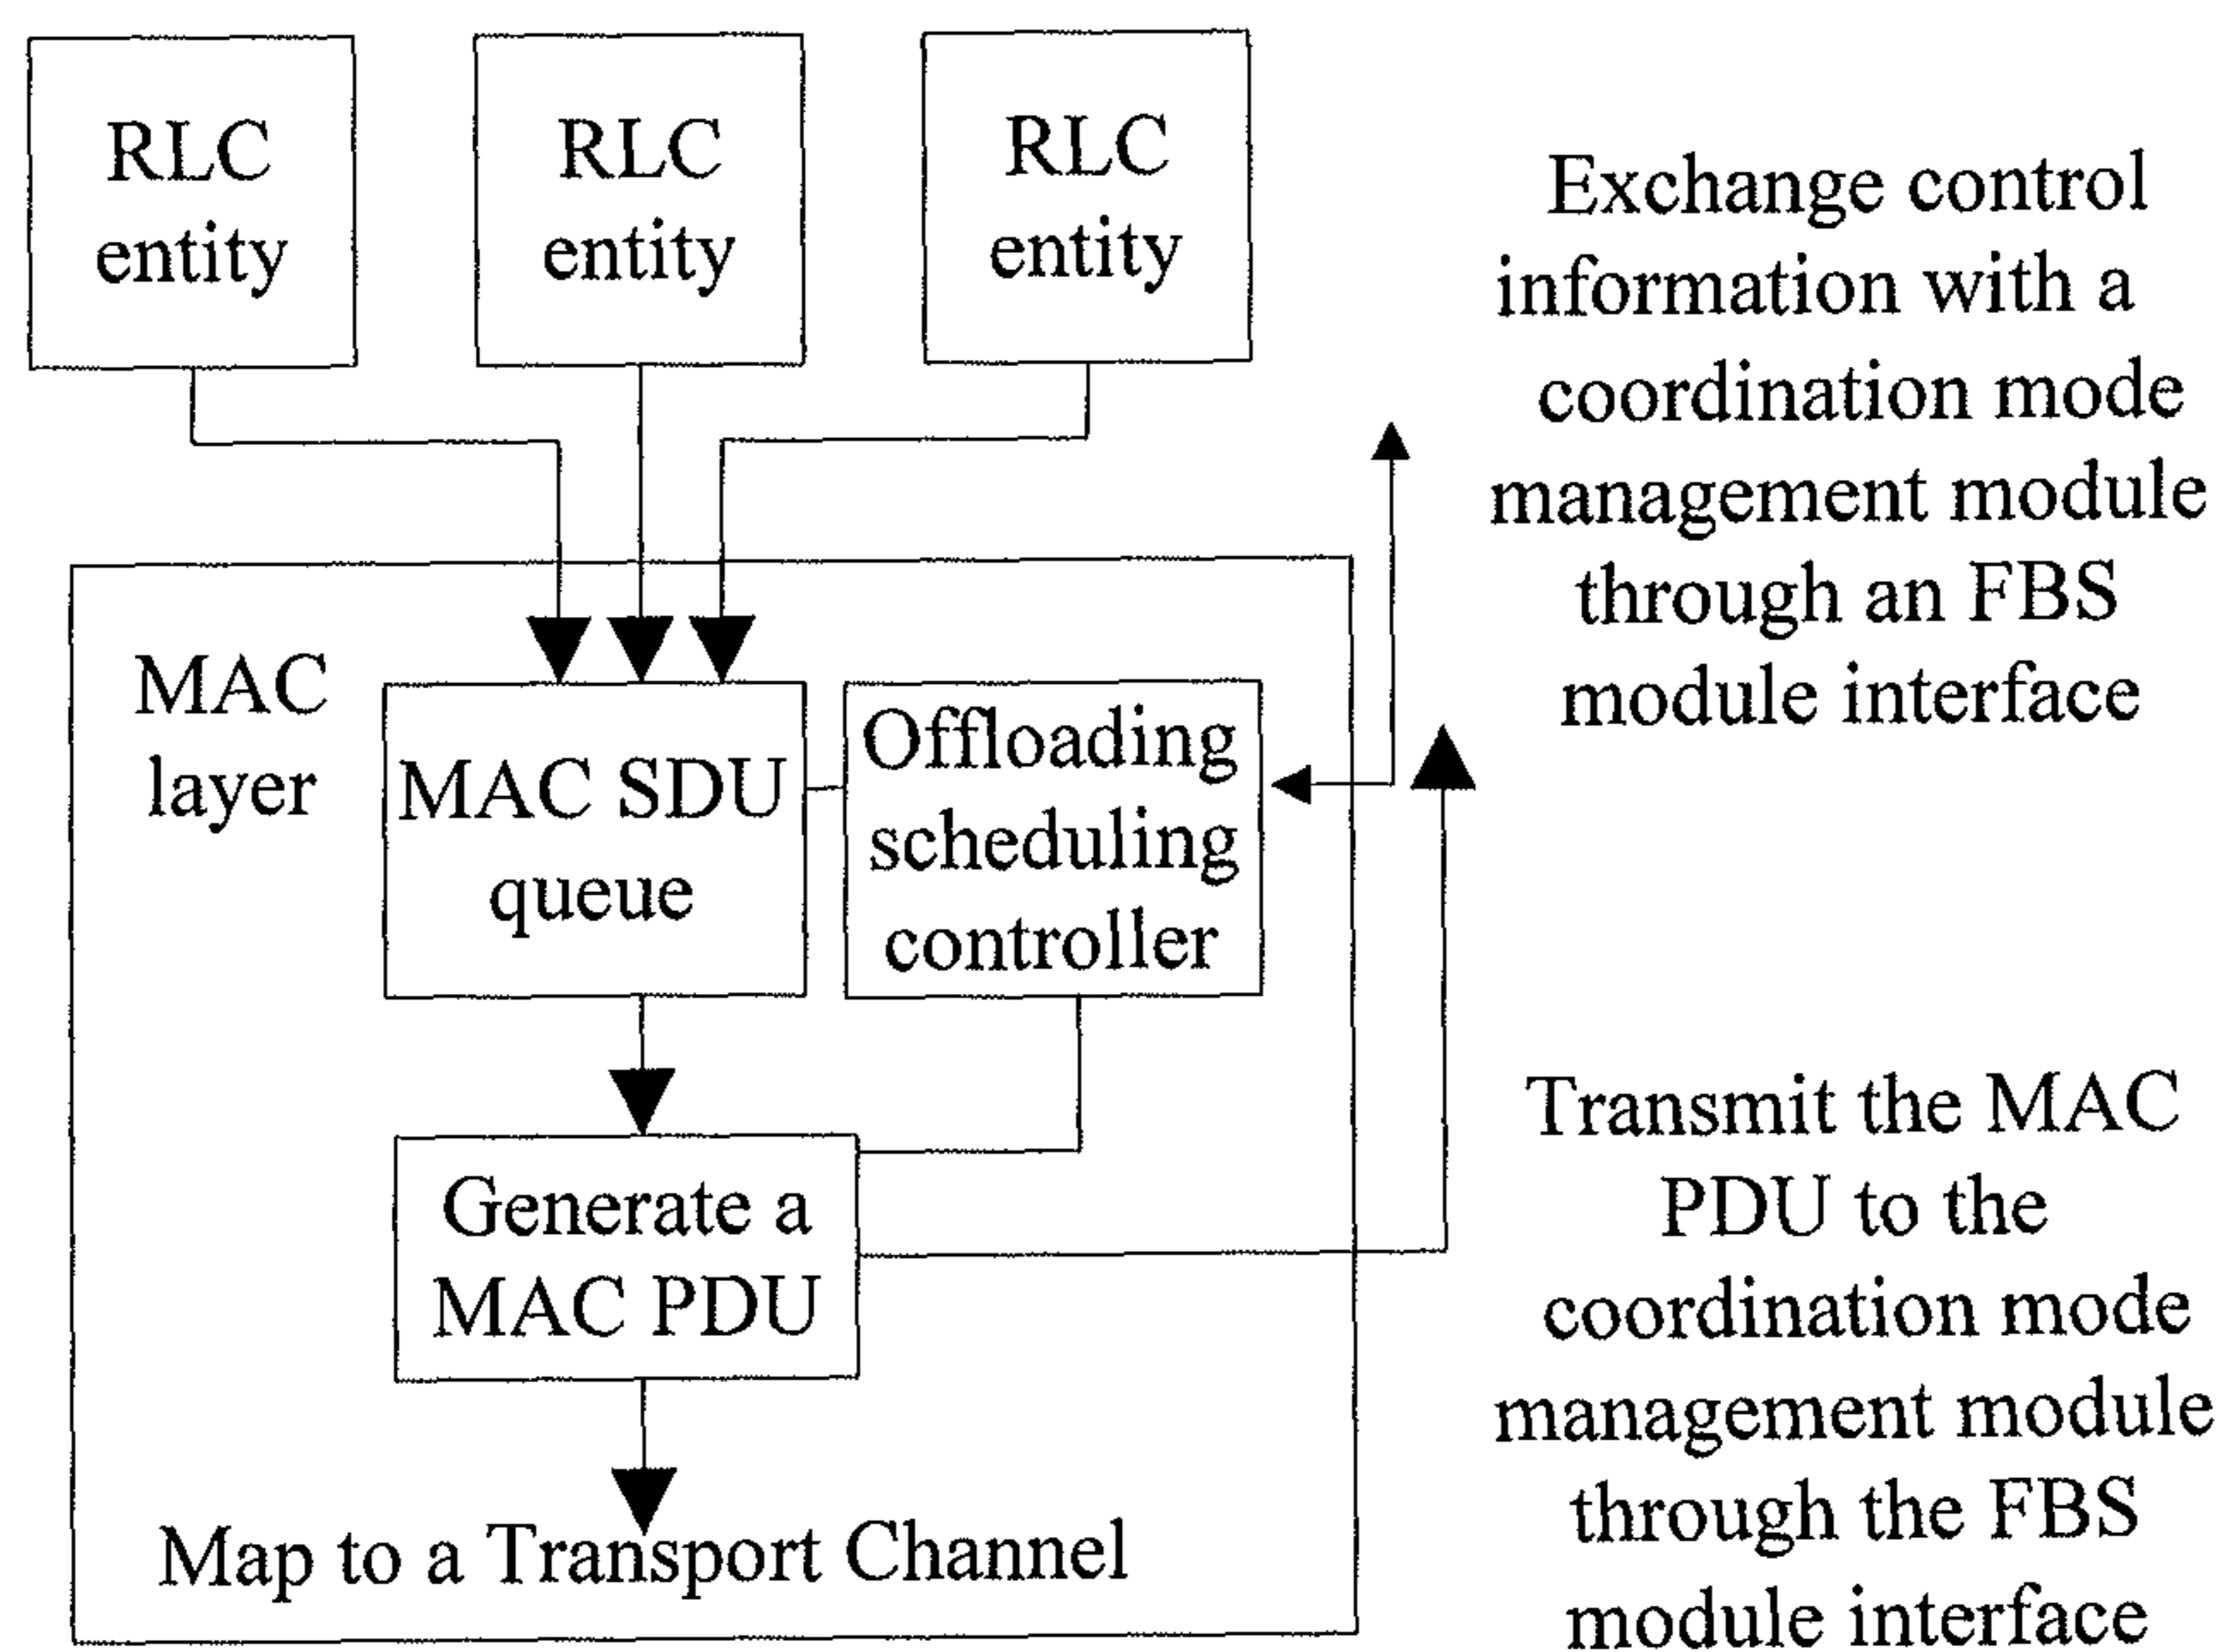 RLC
entity
RLC
entity
RLC
entity
Exchange control
information with a
coordination mode
management module
through an FBS
module interface
MAC
layer
MAC SDU
queue
Offloading
scheduling
controller
Generate a
MAC PDU
Map to a Transport Channel
Transmit the MAC
PDU to the
coordination mode
management module
through the FBS
module interface